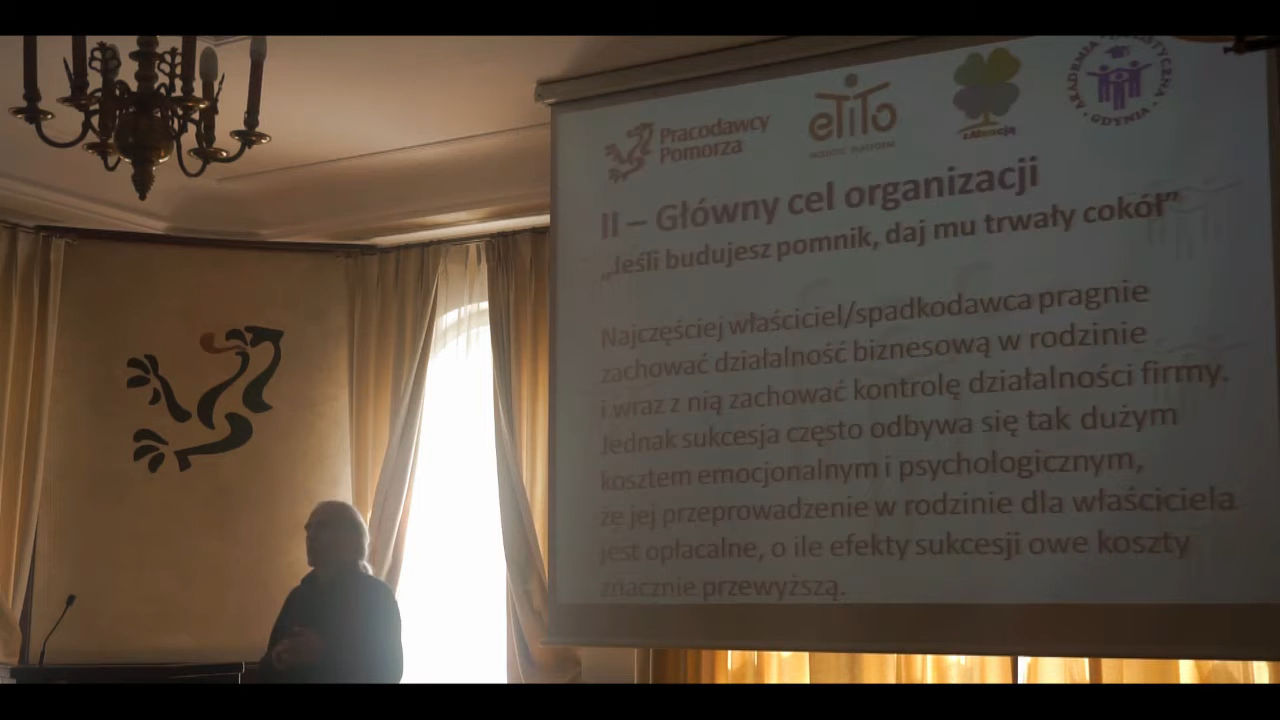 Pracodawcy
Pomorza
etito
z Atencją
AKADEMIA
GDYNIA
II – Główny cel organizacji
„Jeśli budujesz pomnik, daj mu trwały cokół”
Najczęściej właściciel/spadkodawca pragnie
zachować działalność biznesową w rodzinie
i wraz z nią zachować kontrolę działalności firmy.
Jednak sukcesja często odbywa się tak dużym
kosztem emocjonalnym i psychologicznym,
że jej przeprowadzenie w rodzinie dla właściciela
jest opłacalne, o ile efekty sukcesji owe koszty
znacznie przewyższą.